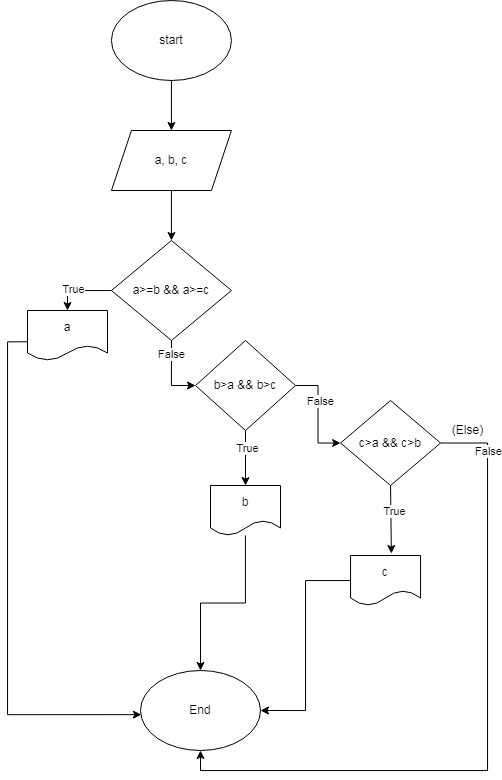 start
a, b, c
a>=b && a>=c
True
a
False
b>a && b>c
False
True
b
c>a && c>b
(Else)
False
True
c
End